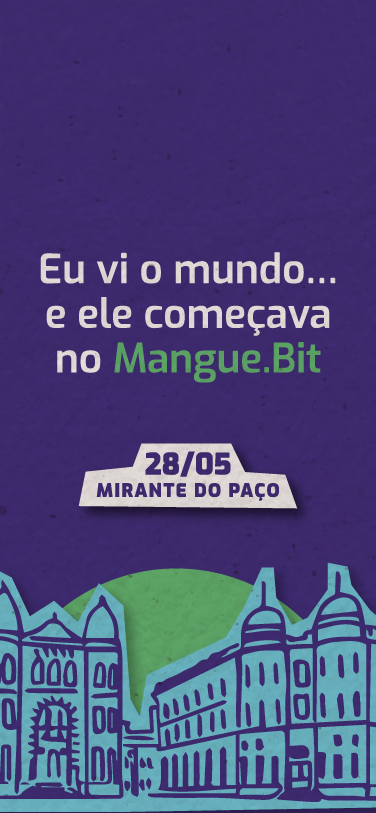 Eu vi o mundo...
e ele começava
no Mangue.Bit
28/05
MIRANTE DO PAÇO